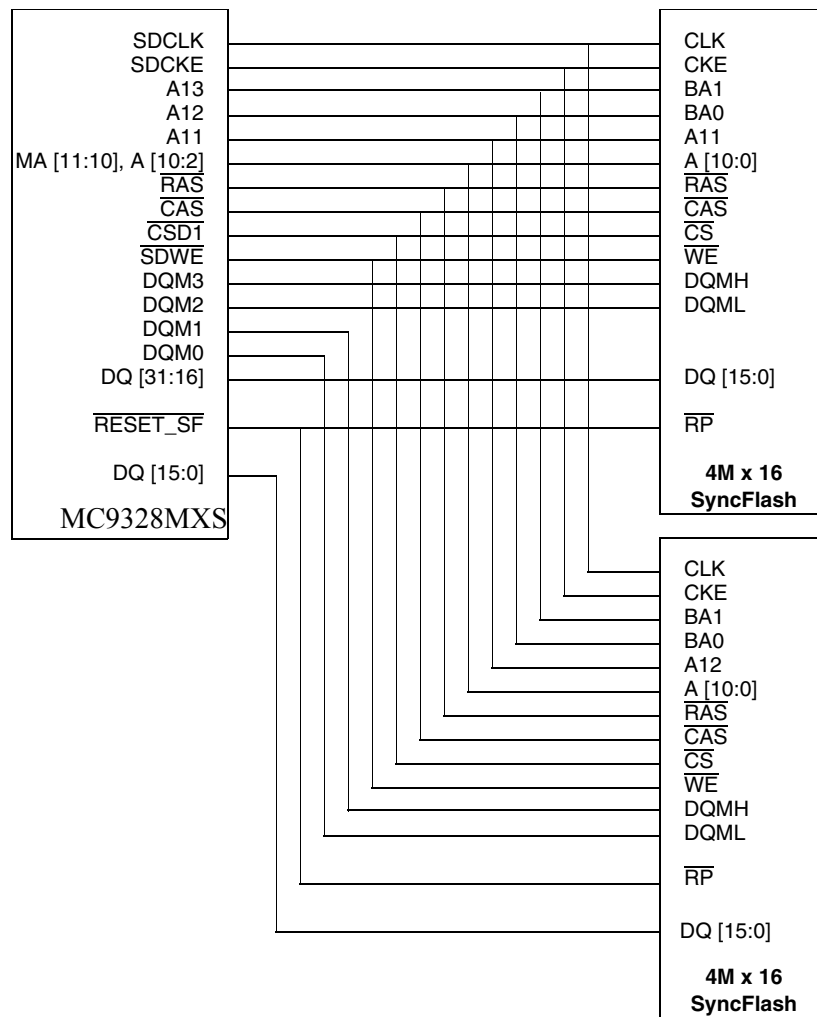 SDCLK
SDCKE
A13
A12
A11
MA [11:10], A [10:2]
RAS
CAS
CSD1
SDWE
DQM3
DQM2
DQM1
DQM0
DQ [31:16]
RESET_SF
DQ [15:0]
MC9328MXS
CLK
CKE
BA1
BA0
A11
A [10:0]
RAS
CAS
CS
WE
DQMH
DQML
DQ [15:0]
RP
4M x 16
SyncFlash
CLK
CKE
BA1
BA0
A12
A [10:0]
RAS
CAS
CS
WE
DQMH
DQML
RP
DQ [15:0]
4M x 16
SyncFlash